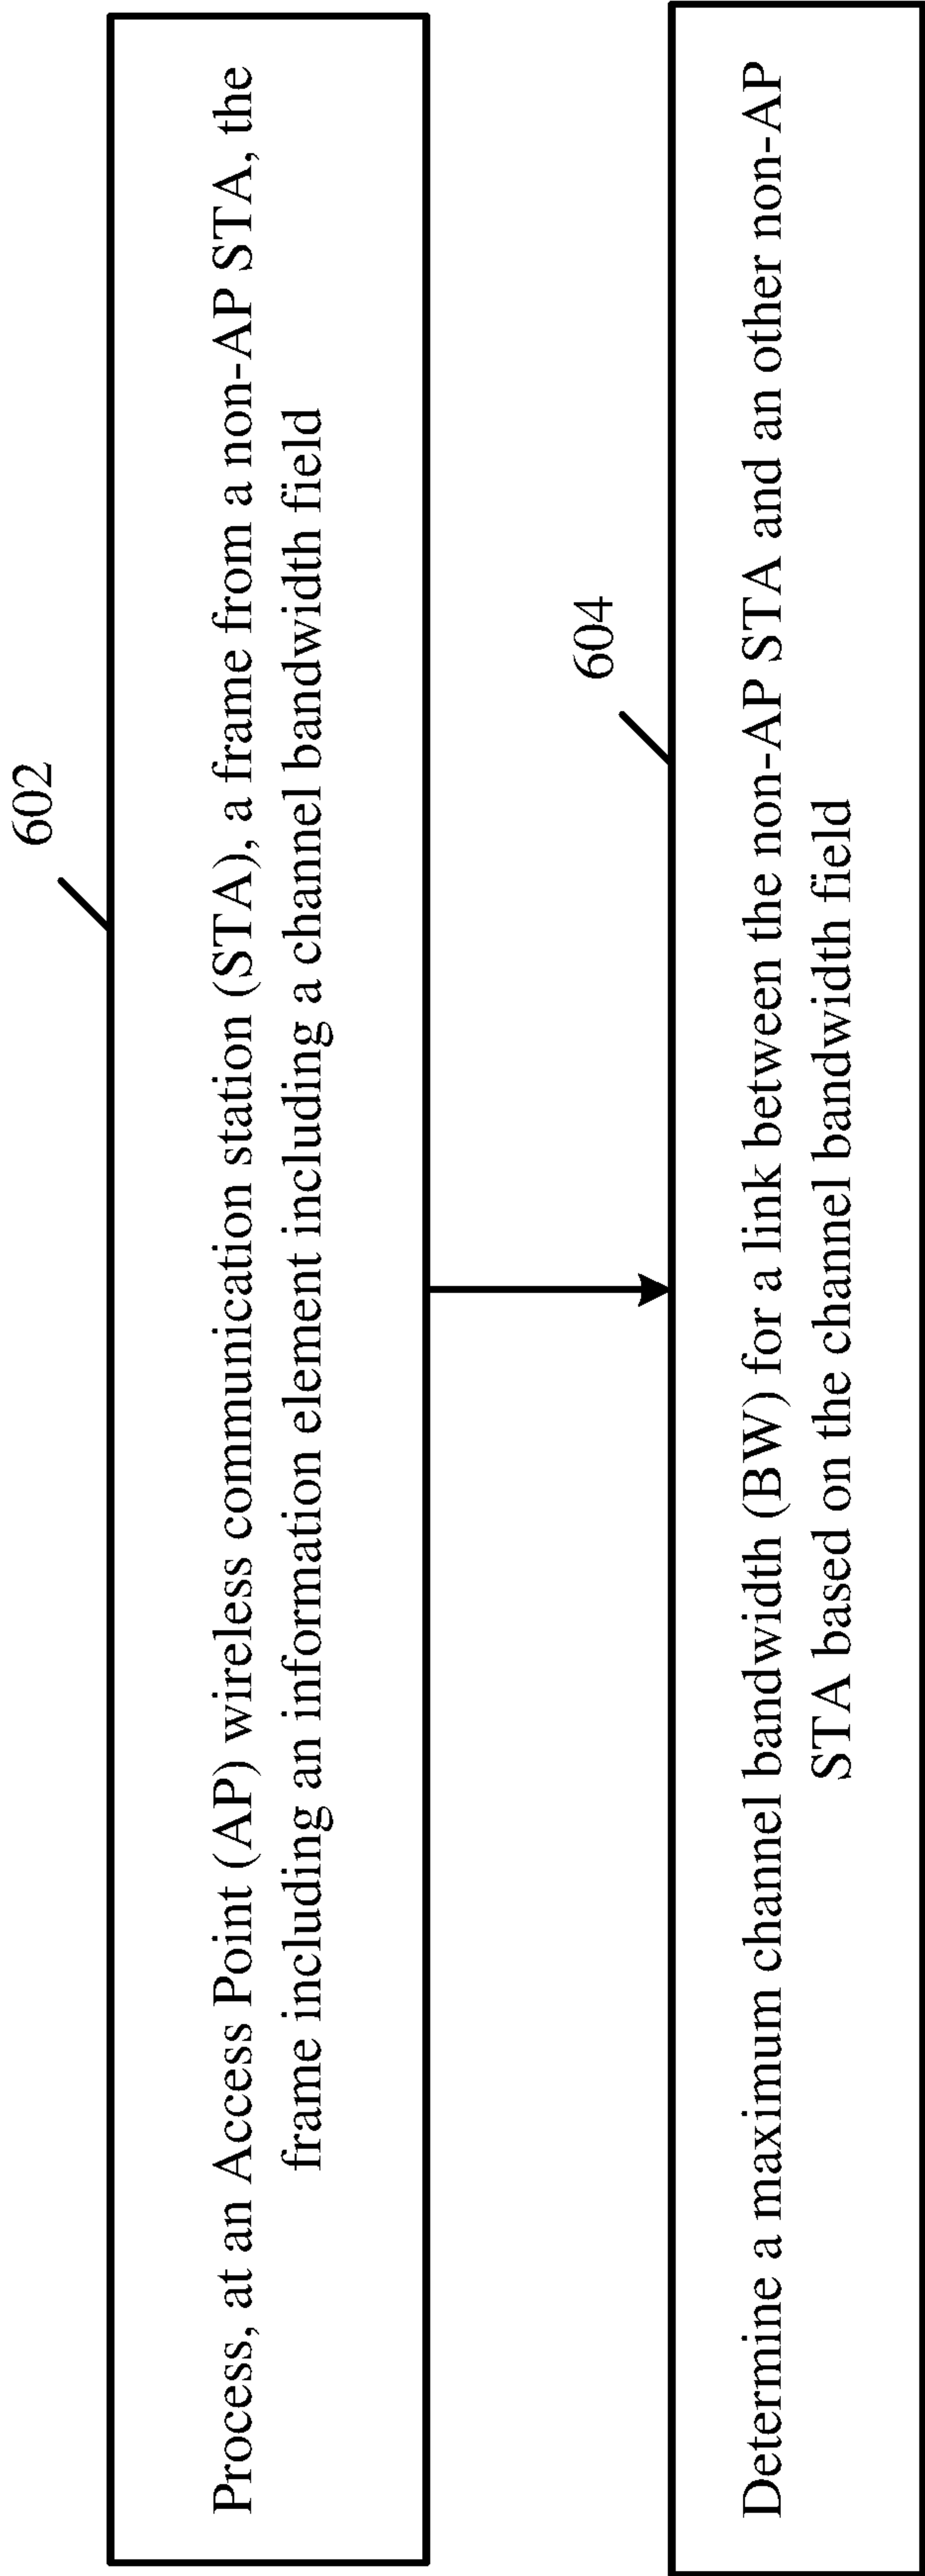 602
Process, at an Access Point (AP) wireless communication station (STA), a frame from a non-AP STA, the
frame including an information element including a channel bandwidth field
604
Determine a maximum channel bandwidth (BW) for a link between the non-AP STA and an other non-AP
STA based on the channel bandwidth field